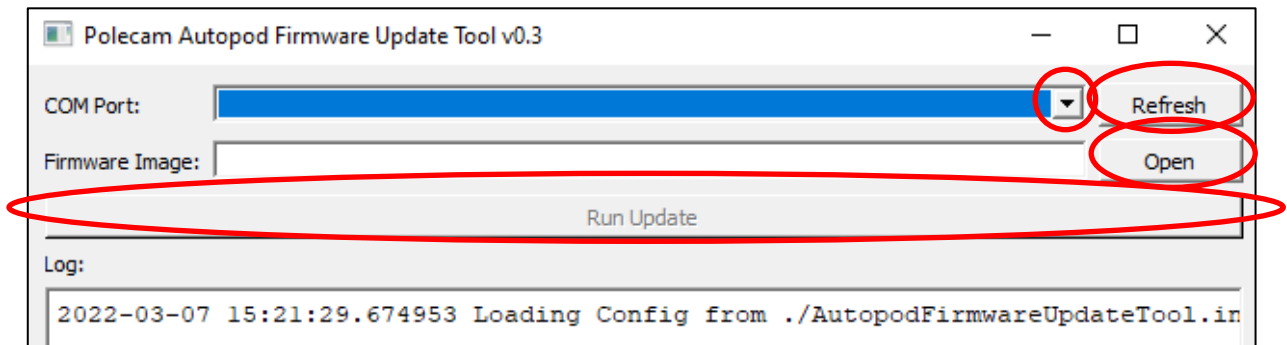 Polecam Autopod Firmware Update Tool v0.3
COM Port:
Refresh
Firmware Image:
Open
Run Update
Log:
2022-03-07 15:21:29.674953 Loading Config from ./AutopodFirmwareUpdateTool.in